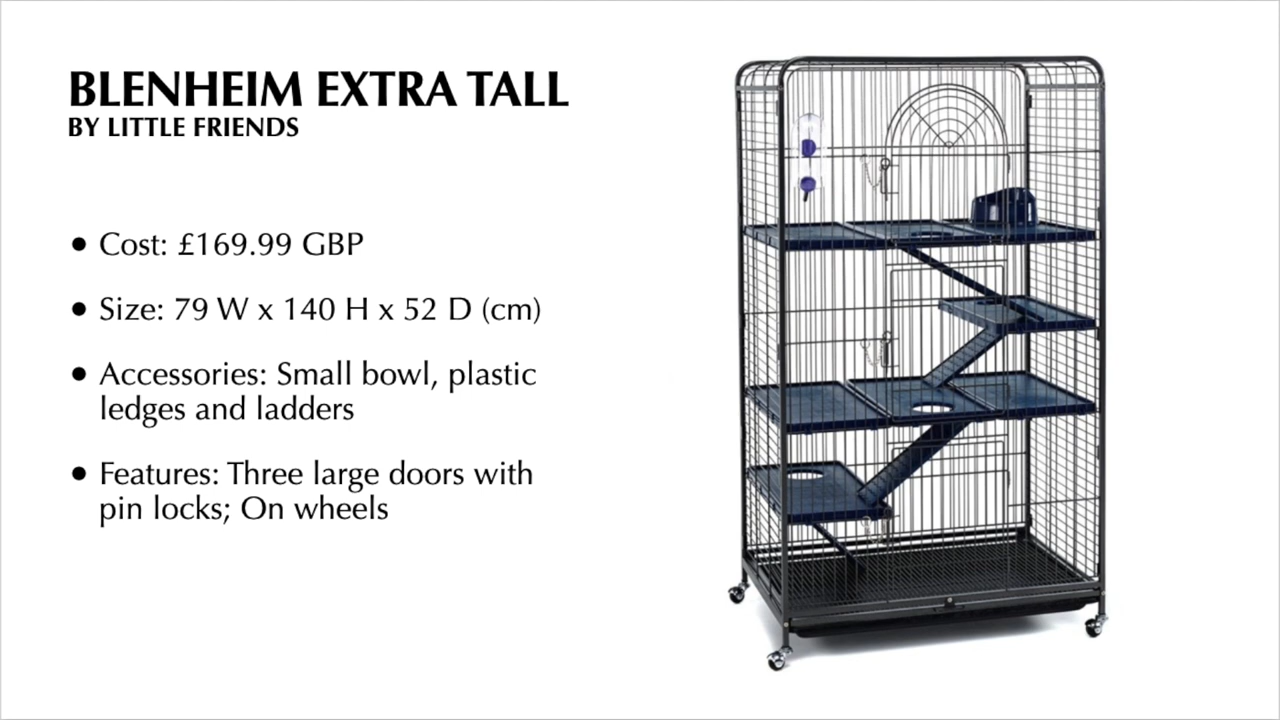 BLENHEIM EXTRA TALL
BY LITTLE FRIENDS
• Cost: £169.99 GBP
• Size: 79 W x 140 H x 52 D (cm)
• Accessories: Small bowl, plastic
ledges and ladders
• Features: Three large doors with
pin locks; On wheels